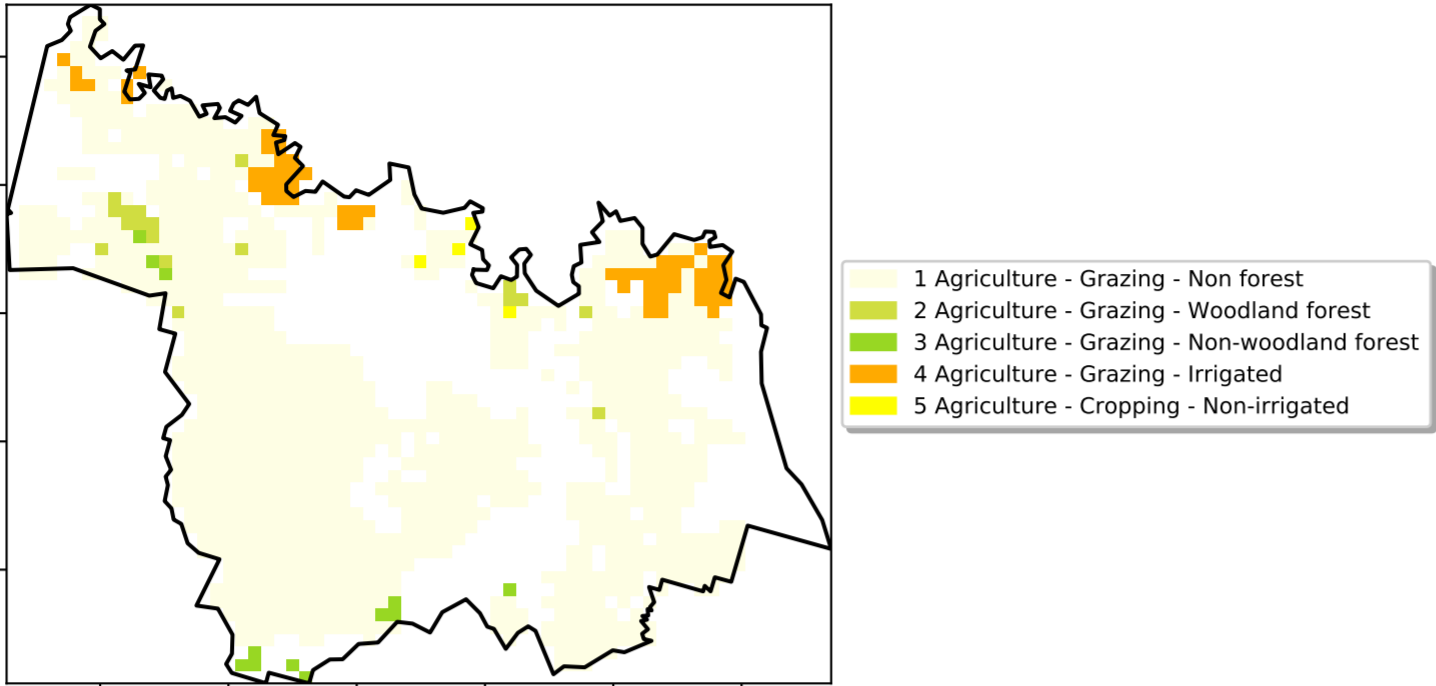 1 Agriculture - Grazing - Non forest
2 Agriculture - Grazing - Woodland forest
3 Agriculture - Grazing - Non-woodland forest
4 Agriculture - Grazing - Irrigated
5 Agriculture - Cropping - Non-irrigated